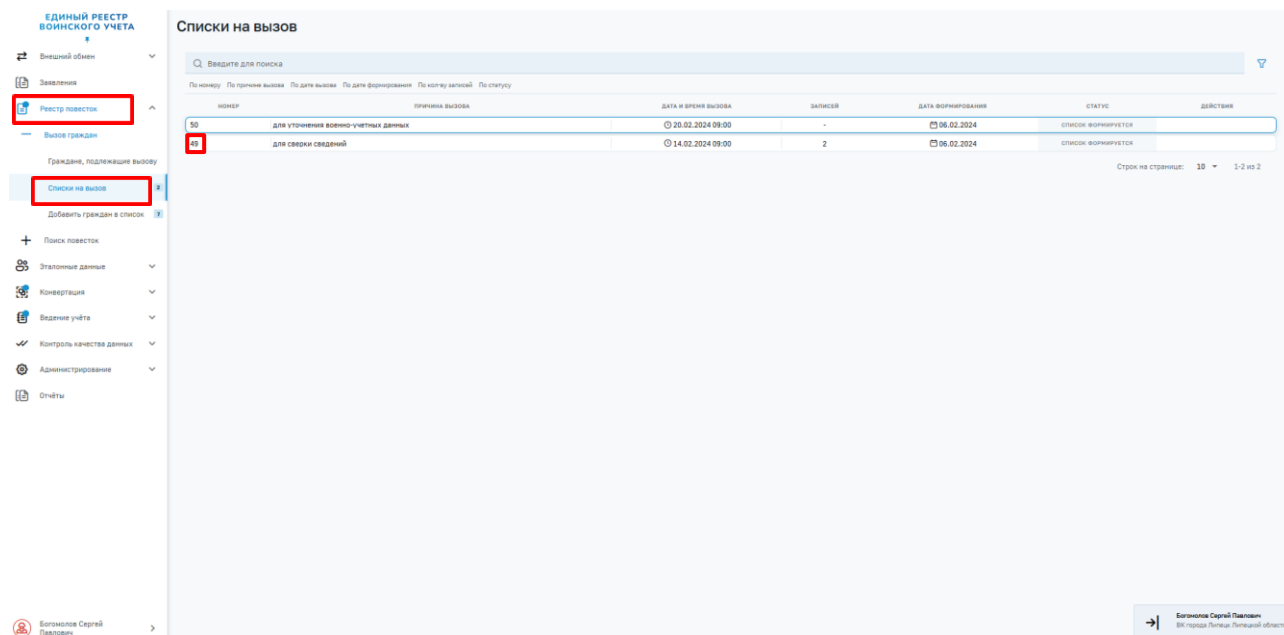 ЕДИНЫЙ РЕЕСТР
ВОИНСКОГО УЧЕТА
Внешний обмен
Заявления
Реестр повесток
Вызов граждан
Граждане, подлежащие вызову
Списки на вызов 2
Добавить граждан в список
Поиск повесток
Эталонные данные
Конвертация
Ведение учёта
Контроль качества данных
Администрирование
Отчёты
Богомолов Сергей
Павлович
Списки на вызов
Введите для поиска
По номеру По причине вызова По дате вызова По дате формирования По кол-ву записей По статусу
НОМЕР ПРИЧИНА ВЫЗОВА ДАТА И ВРЕМЯ ВЫЗОВА ЗАПИСЕЙ ДАТА ФОРМИРОВАНИЯ СТАТУС ДЕЙСТВИЯ
50 для уточнения военно-учетных данных 20.02.2024 09:00 - 06.02.2024 СПИСОК ФОРМИРУЕТСЯ
49 для сверки сведений 14.02.2024 09:00 2 06.02.2024 СПИСОК ФОРМИРУЕТСЯ
Строк на странице: 10 1-2 из 2
Богомолов Сергей Павлович
ВК города Липецк Липецкой област